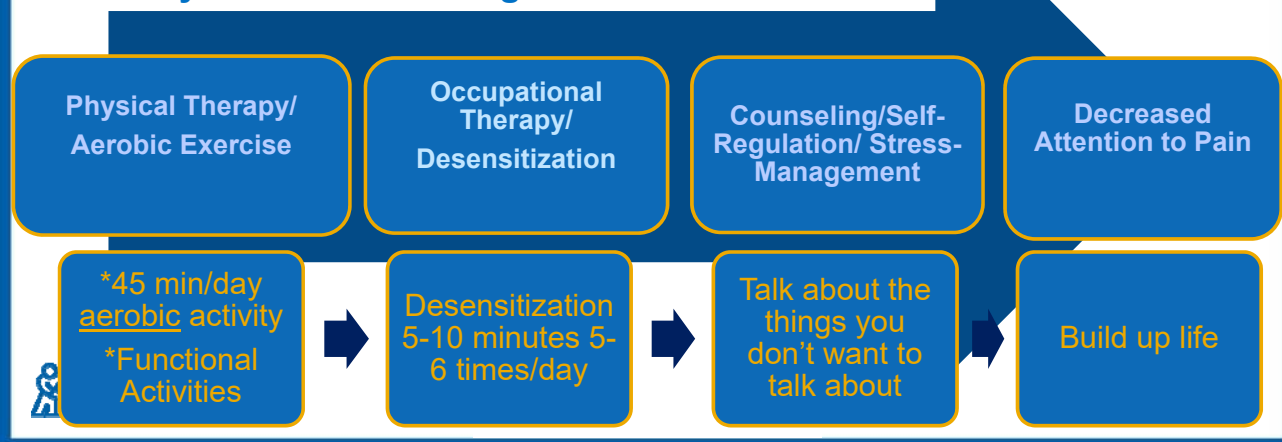 Physical Therapy/
Aerobic Exercise
Occupational
Therapy/
Desensitization
Counseling/Self-
Regulation/ Stress-
Management
Decreased
Attention to Pain
*45 min/day
aerobic activity
*Functional
Activities
Desensitization
5-10 minutes 5-
6 times/day
Talk about the
things you
don’t want to
talk about
Build up life